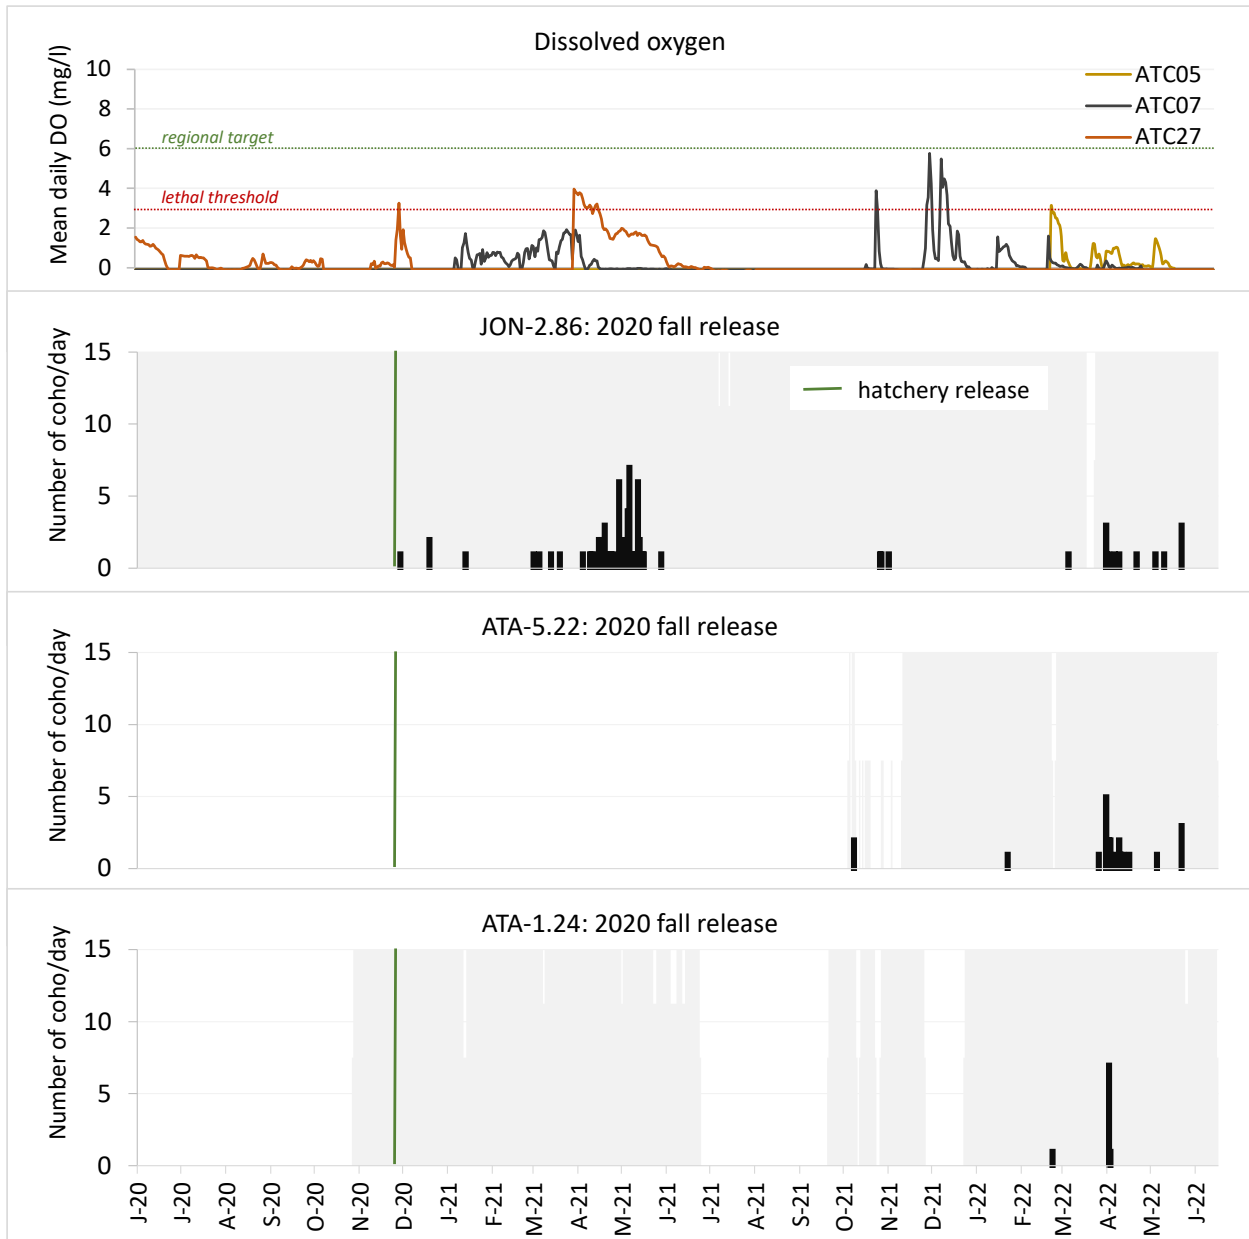 Dissolved oxygen
Mean daily DO (mg/l)
10
8
6
4
2
0
regional target
lethal threshold
ATC05
ATC07
ATC27
JON-2.86: 2020 fall release
Number of coho/day
15
10
5
0
hatchery release
ATA-5.22: 2020 fall release
Number of coho/day
15
10
5
0
ATA-1.24: 2020 fall release
Number of coho/day
15
10
5
0
J-20
J-20
A-20
S-20
O-20
N-20
D-20
J-21
F-21
M-21
A-21
M-21
J-21
J-21
A-21
S-21
O-21
N-21
D-21
J-22
F-22
M-22
A-22
M-22
J-22